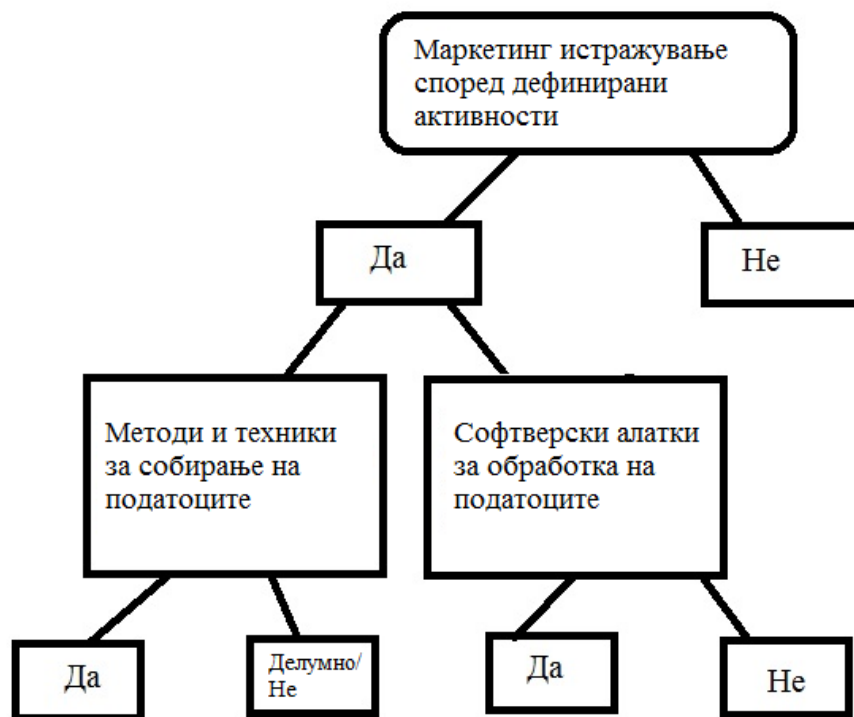 Маркетинг истражување
според дефинирани
активности
Да
Не
Методи и техники
за собирање на
податоците
Софтверски алатки
за обработка на
податоците
Да
Делумно/
Не
Да
Не